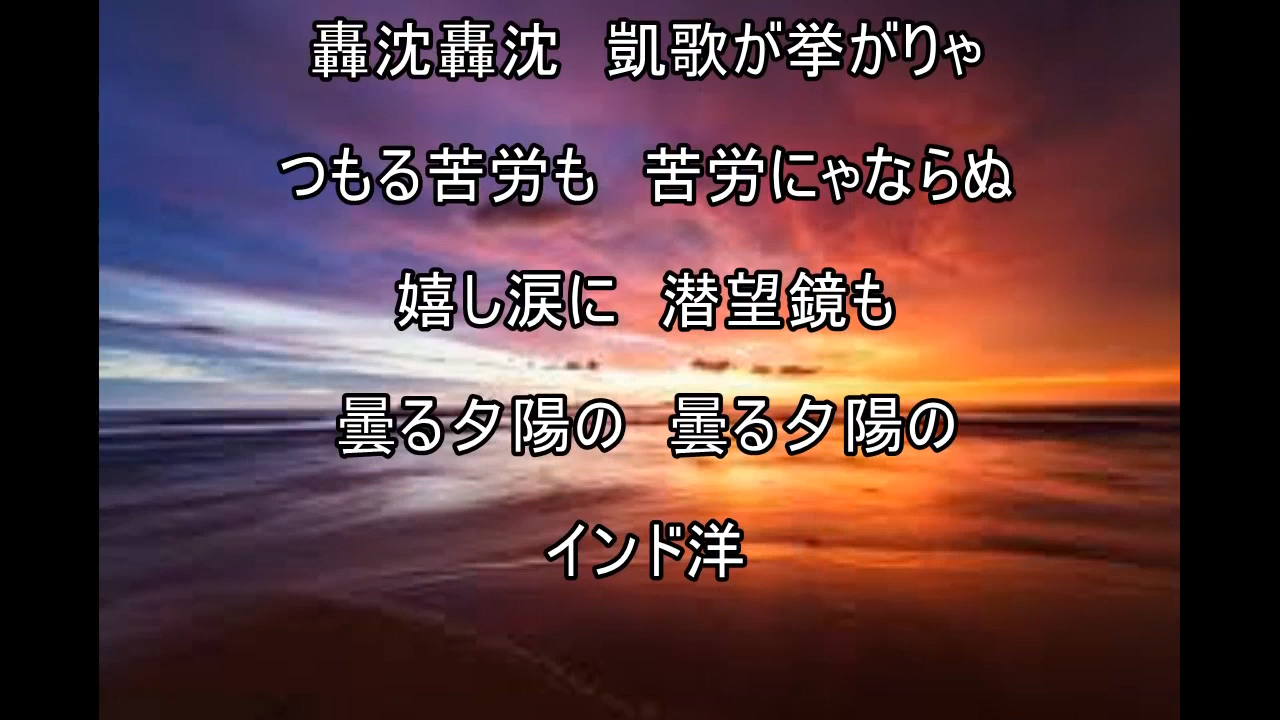 轟沈轟沈　凱歌が挙がりゃ
つもる苦労も　苦労にゃならぬ
嬉し涙に　潜望鏡も
曇る夕陽の　曇る夕陽の
インド洋